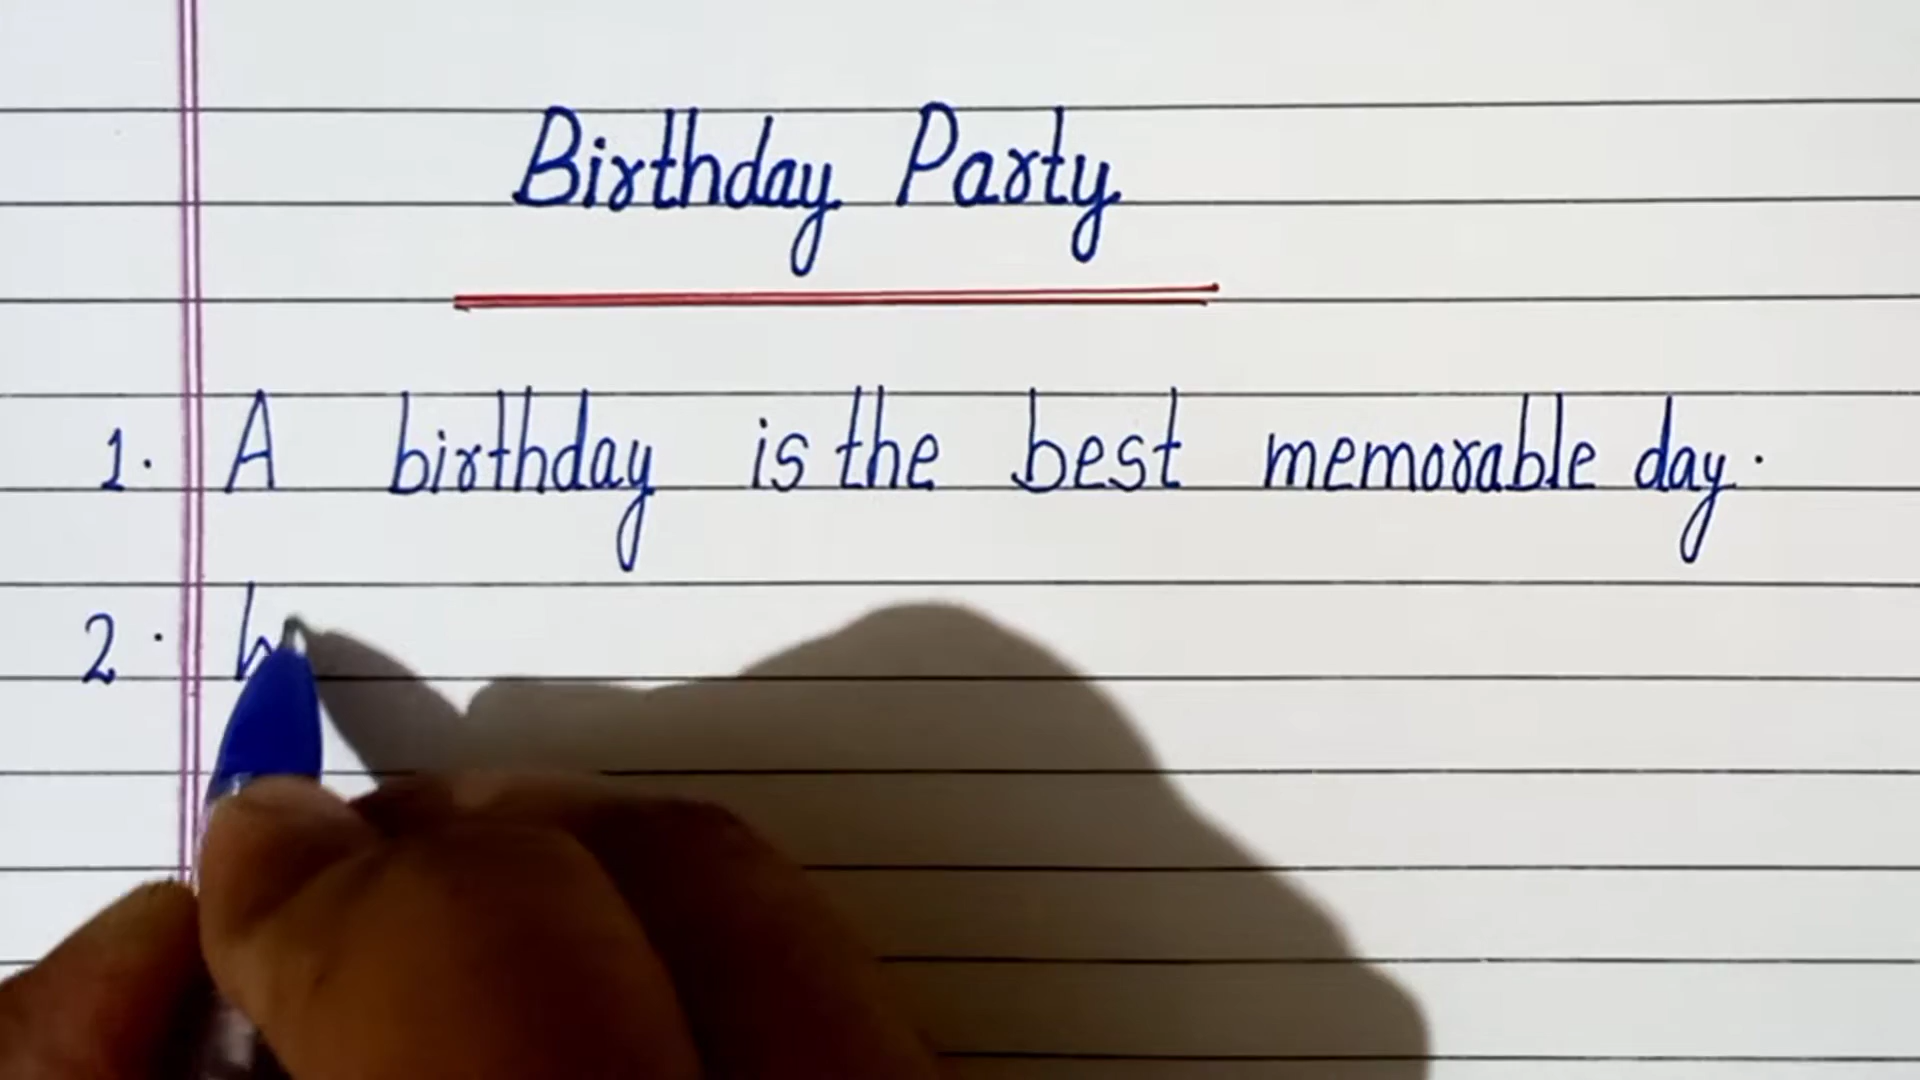 Birthday Party
1. A birthday is the best memorable day.
2.